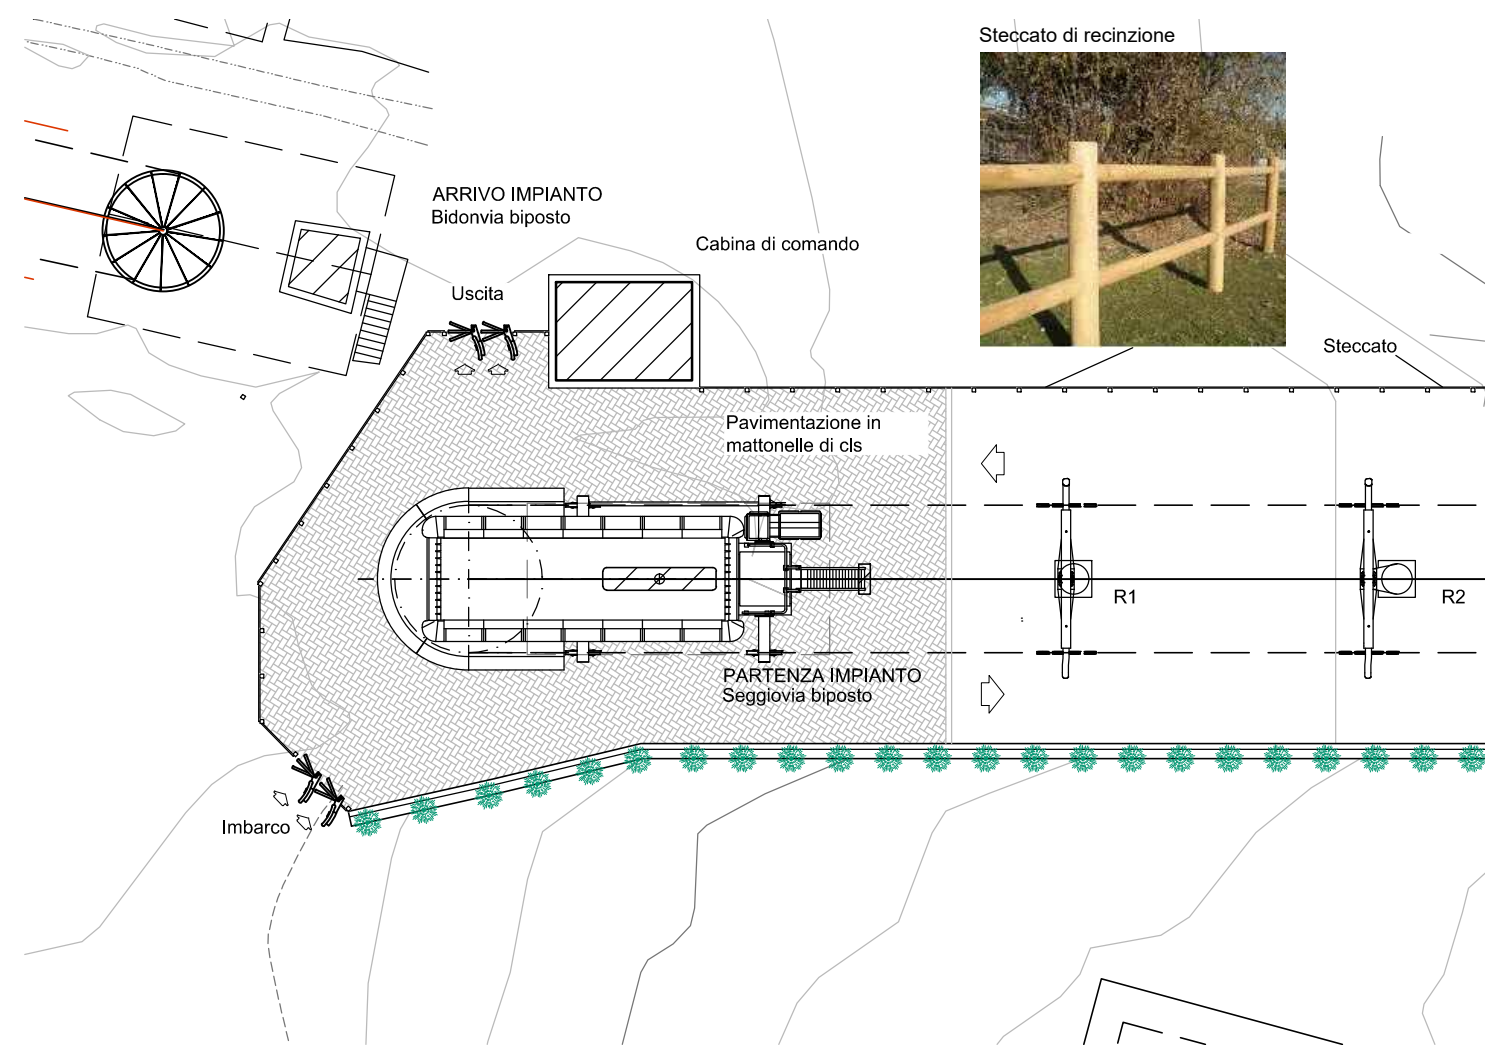 Steccato di recinzione
ARRIVO IMPIANTO
Bidonvia biposto
Cabina di comando
Uscita
Steccato
Pavimentazione in
mattonelle di cls
R1
R2
PARTENZA IMPIANTO
Seggiovia biposto
Imbarco